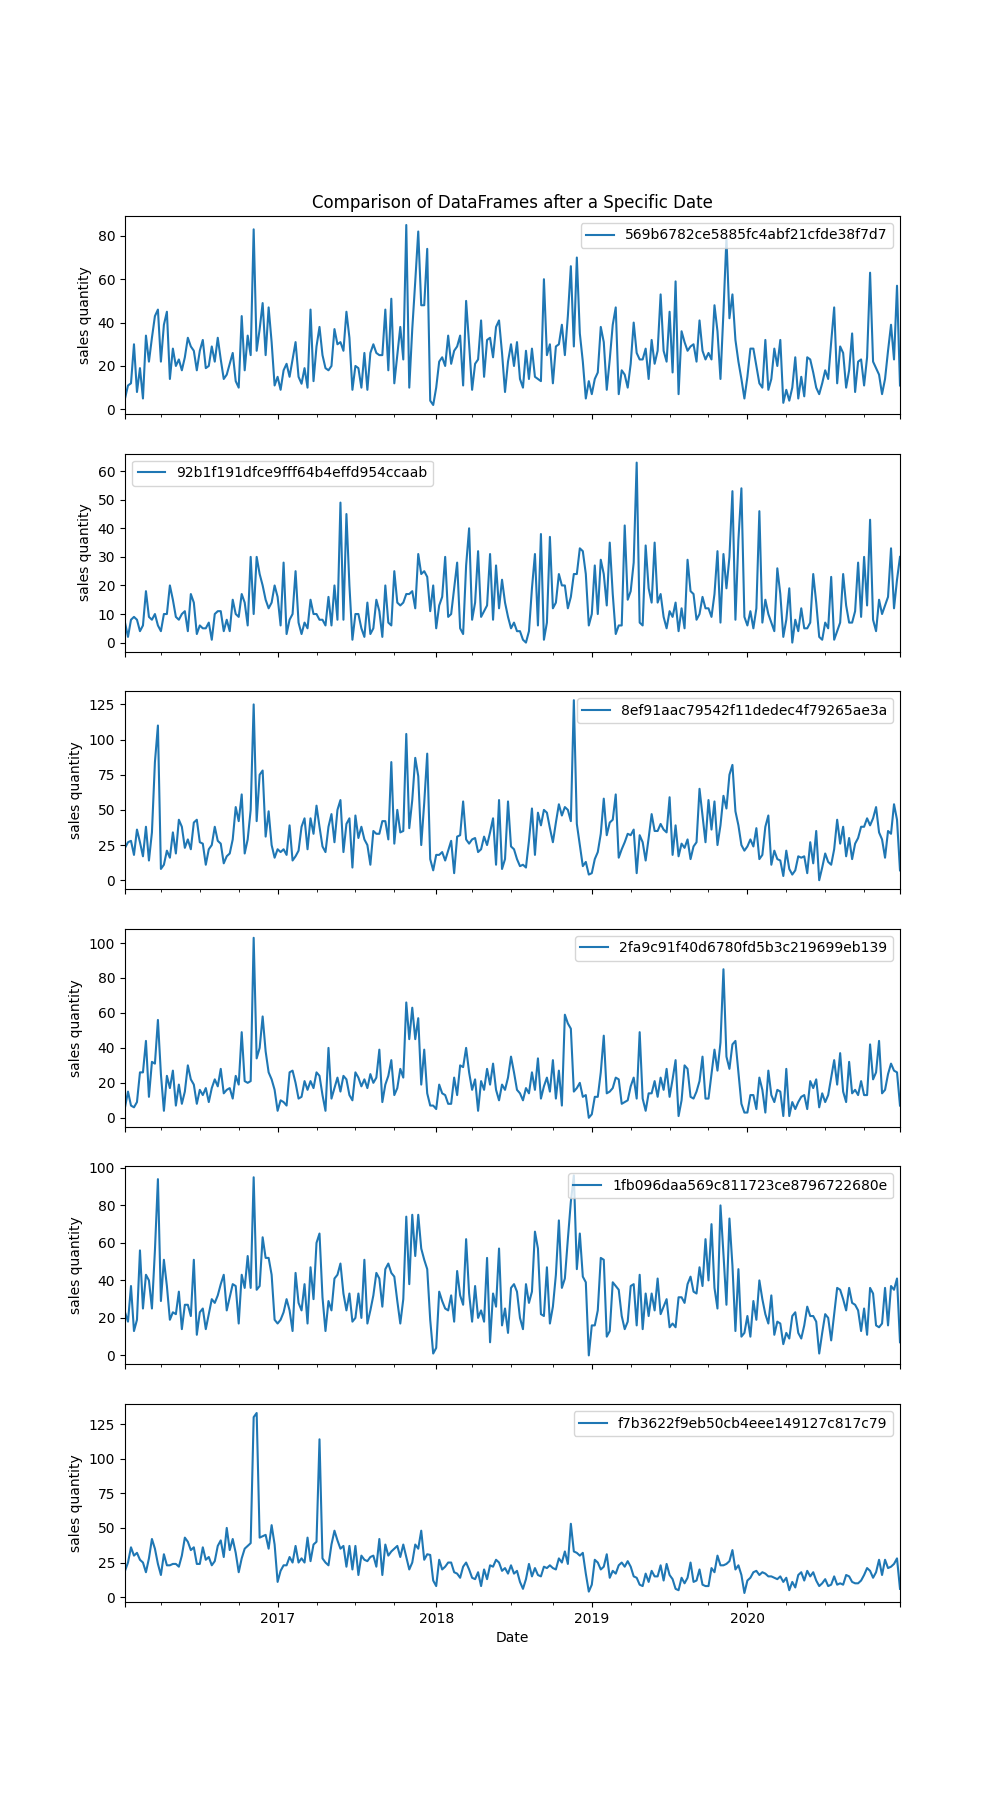 Comparison of DataFrames after a Specific Date
80
60
40
20
0
sales quantity
569b6782ce5885fc4abf21cfde38f7d7
60
50
40
30
20
10
0
sales quantity
92b1f191dfce9fff64b4effd954ccaab
125
100
75
50
25
0
sales quantity
8ef91aac79542f11dedec4f79265ae3a
100
80
60
40
20
0
sales quantity
2fa9c91f40d6780fd5b3c219699eb139
100
80
60
40
20
0
sales quantity
1fb096daa569c811723ce8796722680e
125
100
75
50
25
0
sales quantity
f7b3622f9eb50cb4eee149127c817c79
2017 2018 2019 2020
Date